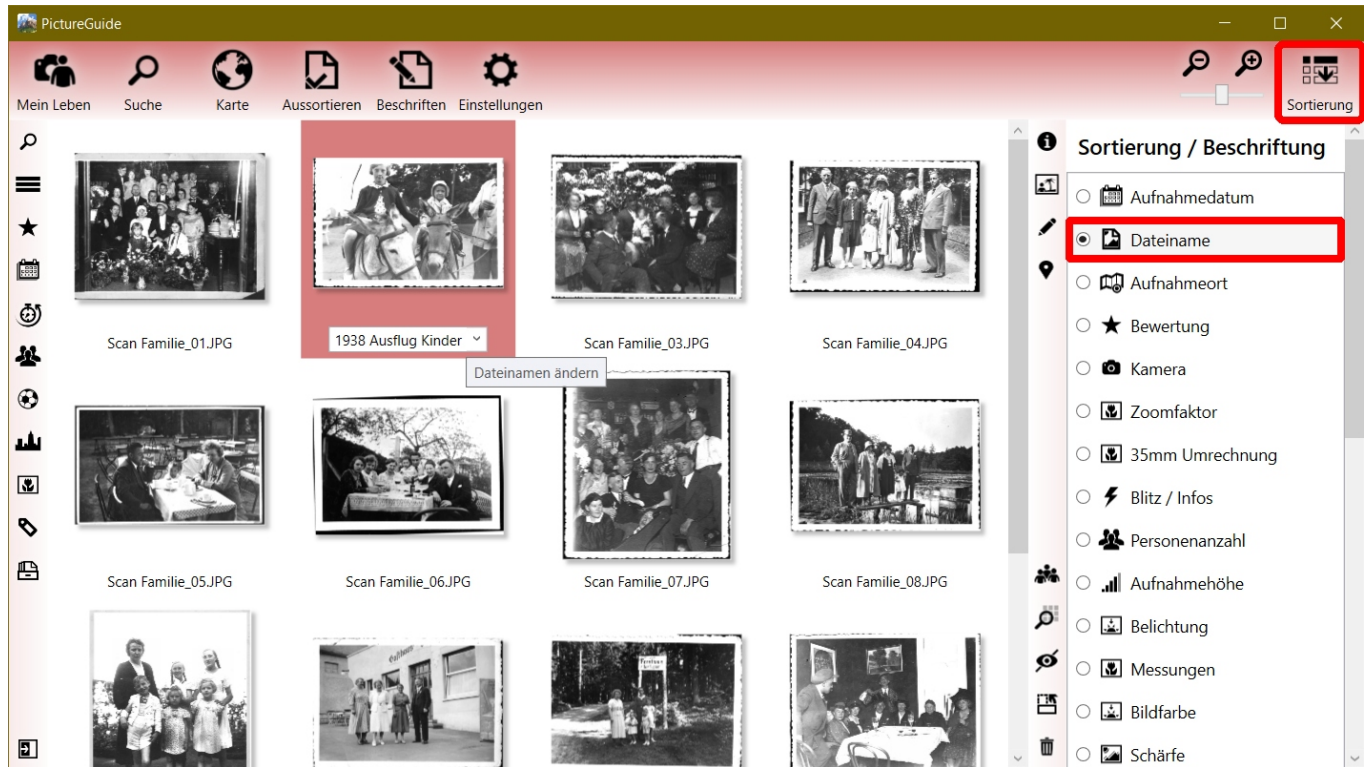 PictureGuide
Mein Leben
Suche
Karte
Aussortieren
Beschriften
Einstellungen
Sortierung
Scan Familie_01.JPG
1938 Ausflug Kinder
Scan Familie_03.JPG
Scan Familie_04.JPG
Dateinamen ändern
Scan Familie_05.JPG
Scan Familie_06.JPG
Scan Familie_07.JPG
Scan Familie_08.JPG
Sortierung / Beschriftung
Aufnahmedatum
Dateiname
Aufnahmeort
Bewertung
Kamera
Zoomfaktor
35mm Umrechnung
Blitz / Infos
Personenanzahl
Aufnahmehöhe
Belichtung
Messungen
Bildfarbe
Schärfe